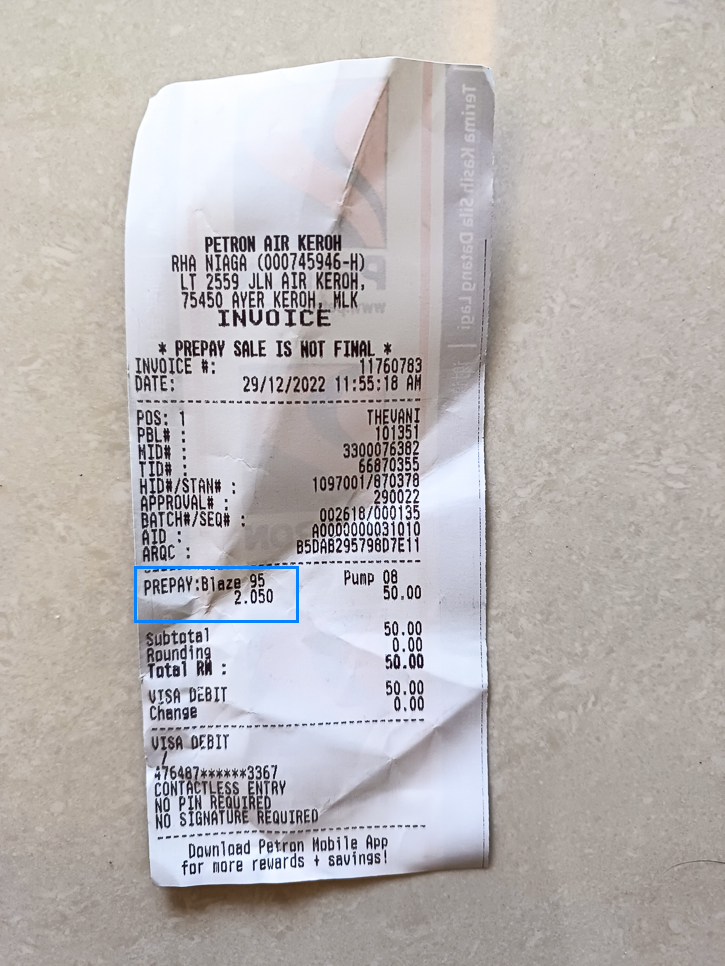 PETRON AIR KEROH
RHA NIAGA (000745946-H)
LT 2559 JLN AIR KEROH,
75450 AYER KEROH, MLK
INVOICE
* PREPAY SALE IS NOT FINAL *
INVOICE #: 11760783
DATE: 29/12/2022 11:55:18 AM
POS: 1 THEVANI
PBL# : 101351
MID# : 3300076382
TID# : 66870355
HID#/STAN# : 1097001/870378
APPROVAL# : 290022
BATCH#/SEQ# : 002618/000135
AID : A0000000031010
ARQC : B5DAB295798D7E11
PREPAY:Blaze 95 Pump 08
2.050 50.00
Subtotal 50.00
Rounding 0.00
Total RM : 50.00
VISA DEBIT 50.00
Change 0.00
VISA DEBIT
/
476487******3367
CONTACTLESS ENTRY
NO PIN REQUIRED
NO SIGNATURE REQUIRED
Download Petron Mobile App
for more rewards + savings!
Terima Kasih Sila Datang Lagi